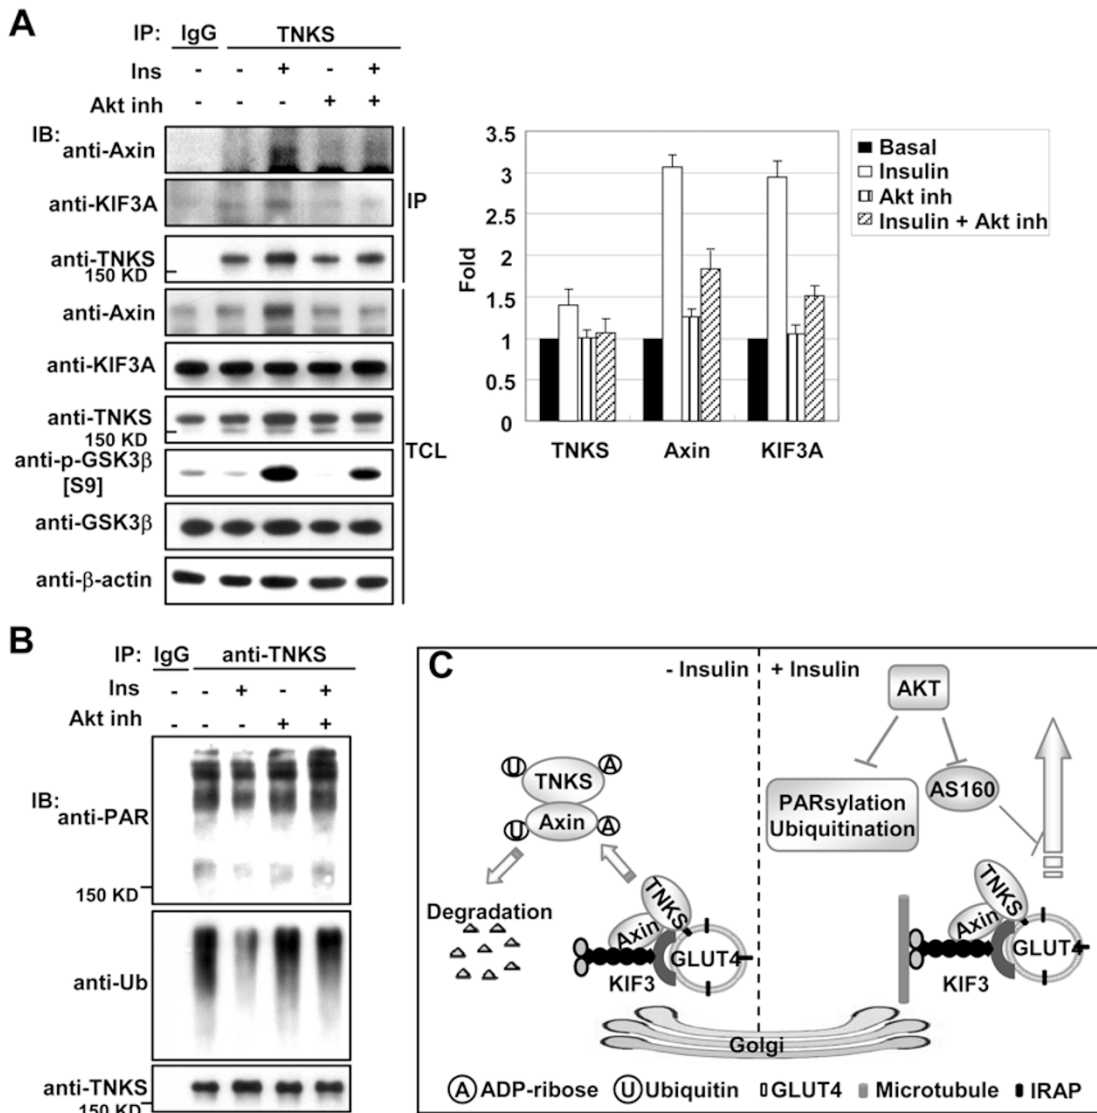 A
IP: IgG TNKS
Ins - - + - +
Akt inh - - - + +
IB:
anti-Axin
anti-KIF3A
IP
anti-TNKS
150 KD
anti-Axin
anti-KIF3A
anti-TNKS
150 KD
TCL
anti-p-GSK3β
[S9]
anti-GSK3β
anti-β-actin
3.5
3
2.5
2
1.5
1
0.5
0
Fold
TNKS Axin KIF3A
Basal
Insulin
Akt inh
Insulin + Akt inh
B
IP: IgG anti-TNKS
Ins - - + - +
Akt inh - - - + +
IB:
anti-PAR
150 KD
anti-Ub
anti-TNKS
150 KD
C
- Insulin + Insulin
AKT
U TNKS A
U Axin A
AS160
PARsylation
Ubiquitination
Degradation
TNKS
Axin
GLUT4
KIF3
TNKS
Axin
GLUT4
KIF3
Golgi
A ADP-ribose U Ubiquitin GLUT4 Microtubule IRAP